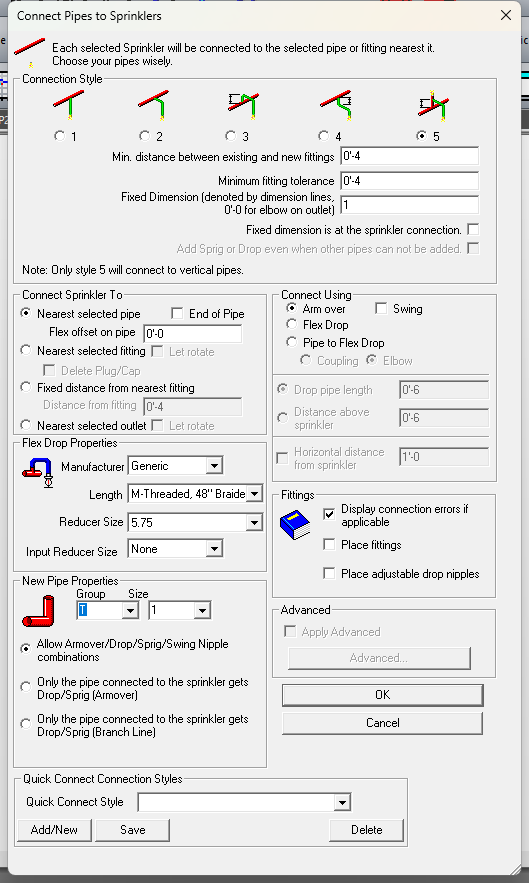 Connect Pipes to Sprinklers
Each selected Sprinkler will be connected to the selected pipe or fitting nearest it.
Choose your pipes wisely.
Connection Style
1
2
3
4
5
Min. distance between existing and new fittings 0'-4
Minimum fitting tolerance 0'-4
Fixed Dimension (denoted by dimension lines,
0'-0 for elbow on outlet) 1
Fixed dimension is at the sprinkler connection.
Add Sprig or Drop even when other pipes can not be added.
Note: Only style 5 will connect to vertical pipes.
Connect Sprinkler To
Nearest selected pipe End of Pipe
Flex offset on pipe 0'-0
Nearest selected fitting Let rotate
Delete Plug/Cap
Fixed distance from nearest fitting
Distance from fitting 0'-4
Nearest selected outlet Let rotate
Connect Using
Arm over Swing
Flex Drop
Pipe to Flex Drop
Coupling Elbow
Drop pipe length 0'-6
Distance above
sprinkler 0'-6
Horizontal distance
from sprinkler 1'-0
Flex Drop Properties
Manufacturer Generic
Length M-Threaded, 48" Braide
Reducer Size 5.75
Input Reducer Size None
Fittings
Display connection errors if
applicable
Place fittings
Place adjustable drop nipples
New Pipe Properties
Group Size
T 1
Allow Armover/Drop/Sprig/Swing Nipple
combinations
Only the pipe connected to the sprinkler gets
Drop/Sprig (Armover)
Only the pipe connected to the sprinkler gets
Drop/Sprig (Branch Line)
Advanced
Apply Advanced
Advanced...
OK
Cancel
Quick Connect Connection Styles
Quick Connect Style
Add/New Save Delete